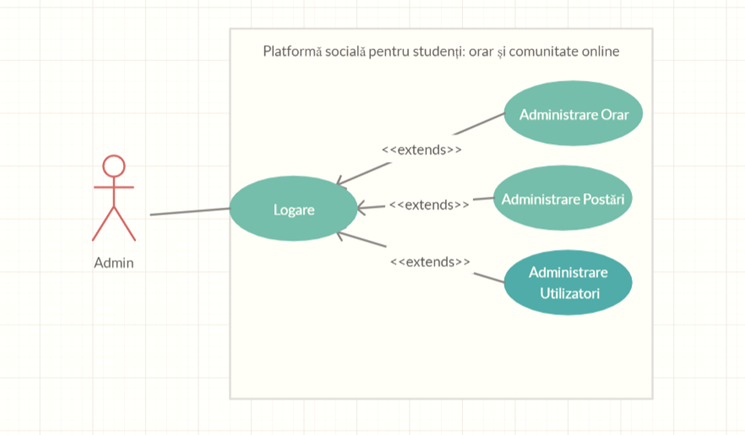 Platformă socială pentru studenți: orar și comunitate online
Administrare Orar
<<extends>>
Administrare Postări
<<extends>>
Logare
<<extends>>
Administrare
Utilizatori
Admin